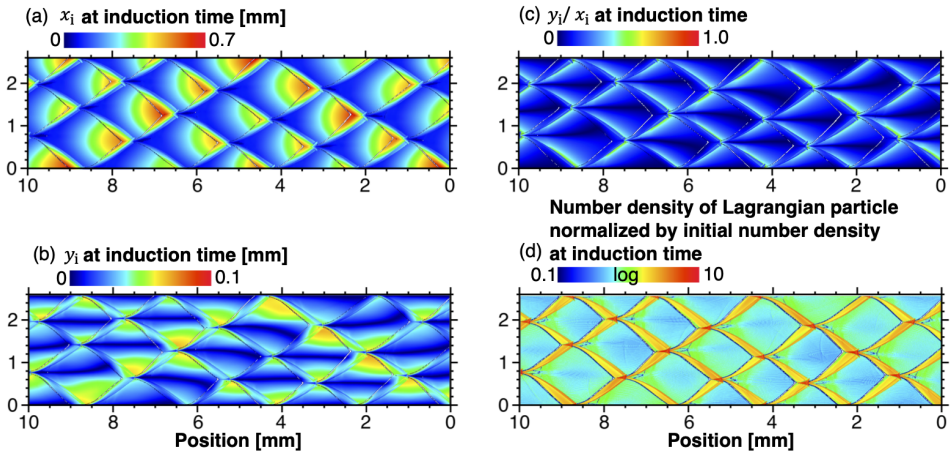 (a) xᵢ at induction time [mm]
0 0.7
2
1
0
10 8 6 4 2 0
(b) yᵢ at induction time [mm]
0 0.1
2
1
0
10 8 6 4 2 0
Position [mm]
(c) yᵢ/ xᵢ at induction time
0 1.0
2
1
0
10 8 6 4 2 0
Number density of Lagrangian particle
normalized by initial number density
(d) at induction time
0.1 log 10
2
1
0
10 8 6 4 2 0
Position [mm]